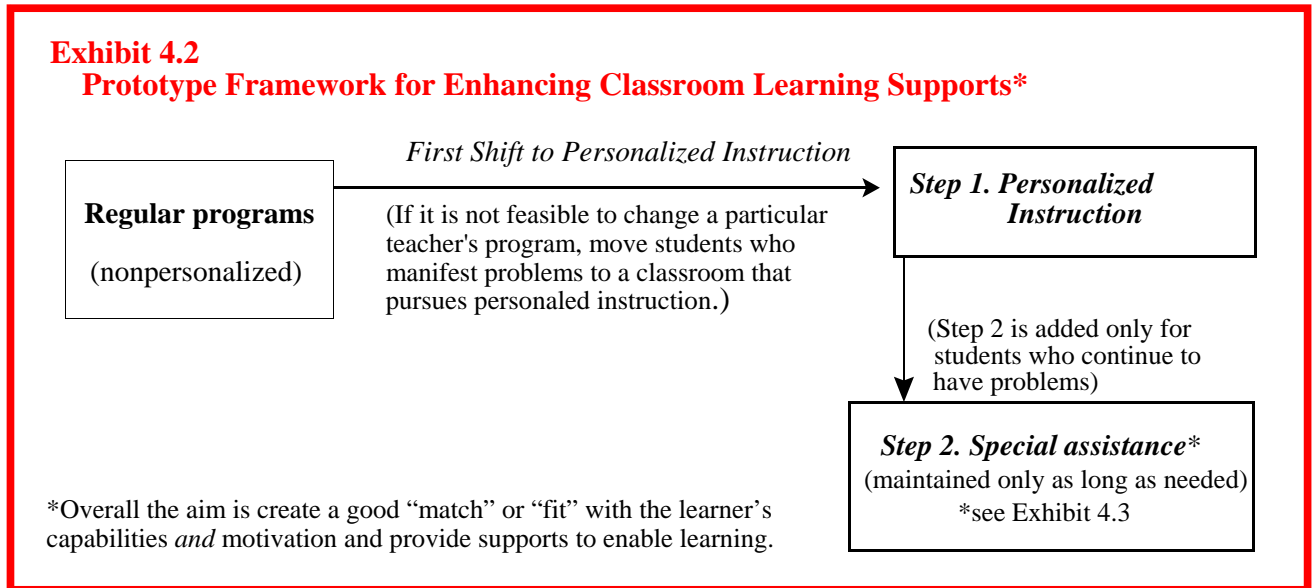 Exhibit 4.2
Prototype Framework for Enhancing Classroom Learning Supports*
Regular programs
(nonpersonalized)
First Shift to Personalized Instruction
(If it is not feasible to change a particular
teacher's program, move students who
manifest problems to a classroom that
pursues personaled instruction.)
Step 1. Personalized
Instruction
(Step 2 is added only for
students who continue to
have problems)
Step 2. Special assistance*
(maintained only as long as needed)
*see Exhibit 4.3
*Overall the aim is create a good “match” or “fit” with the learner’s
capabilities and motivation and provide supports to enable learning.